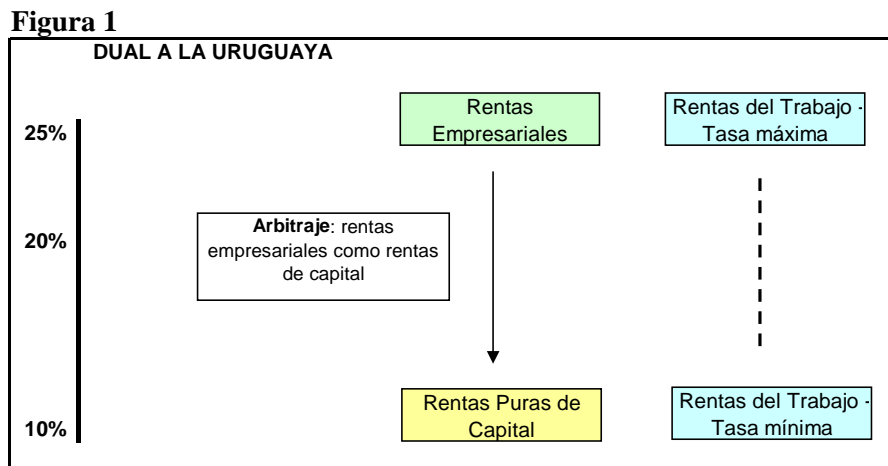 Figura 1
DUAL A LA URUGUAYA
Rentas
Empresariales
Rentas del Trabajo -
Tasa máxima
25%
Arbitraje: rentas
empresariales como rentas
de capital
20%
Rentas Puras de
Capital
Rentas del Trabajo -
Tasa mínima
10%